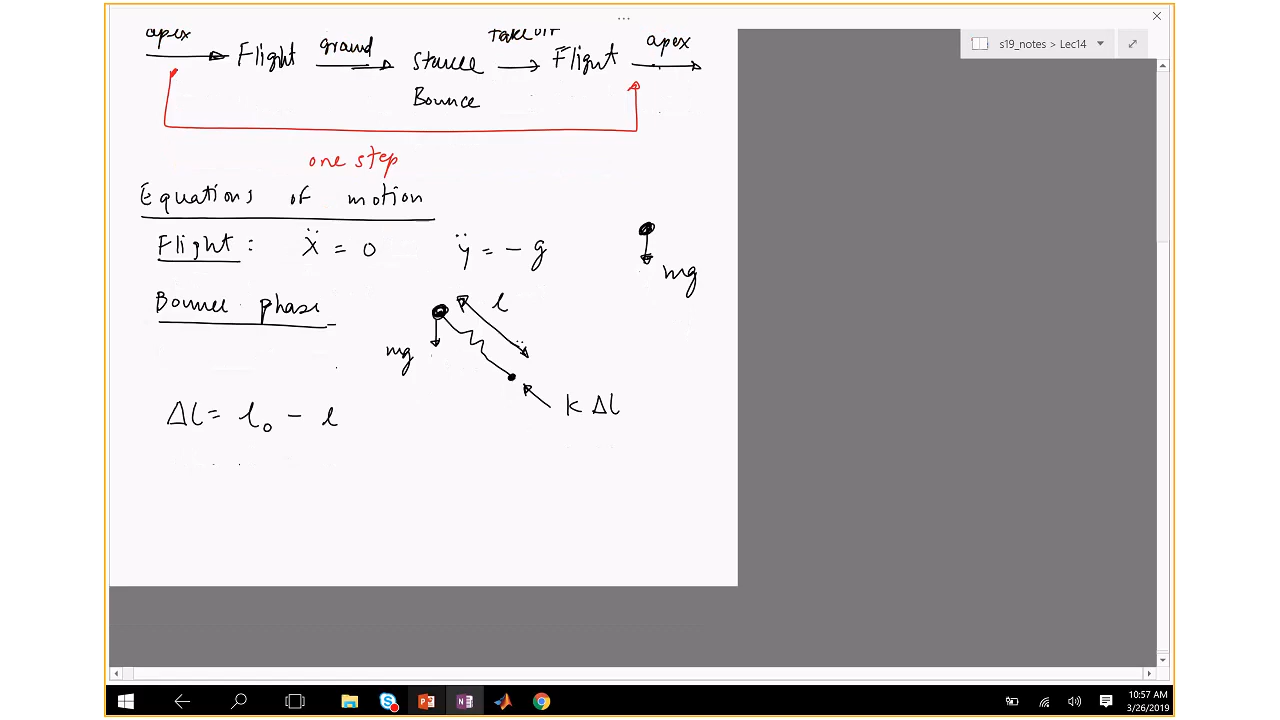 apex Flight ground stance Takeoff Flight apex
Bounce
one step
Equations of motion
Flight : ẍ = 0 ÿ = - g
mg
Bounce phase
l
mg
Δl = l₀ - l
k Δl
s19_notes > Lec14
10:57 AM
3/26/2019